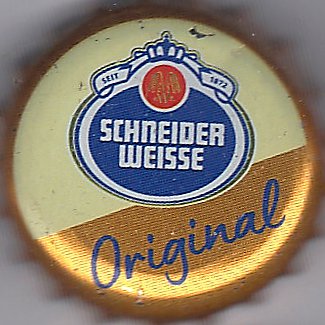 SEIT 1872
SCHNEIDER
WEISSE
Original